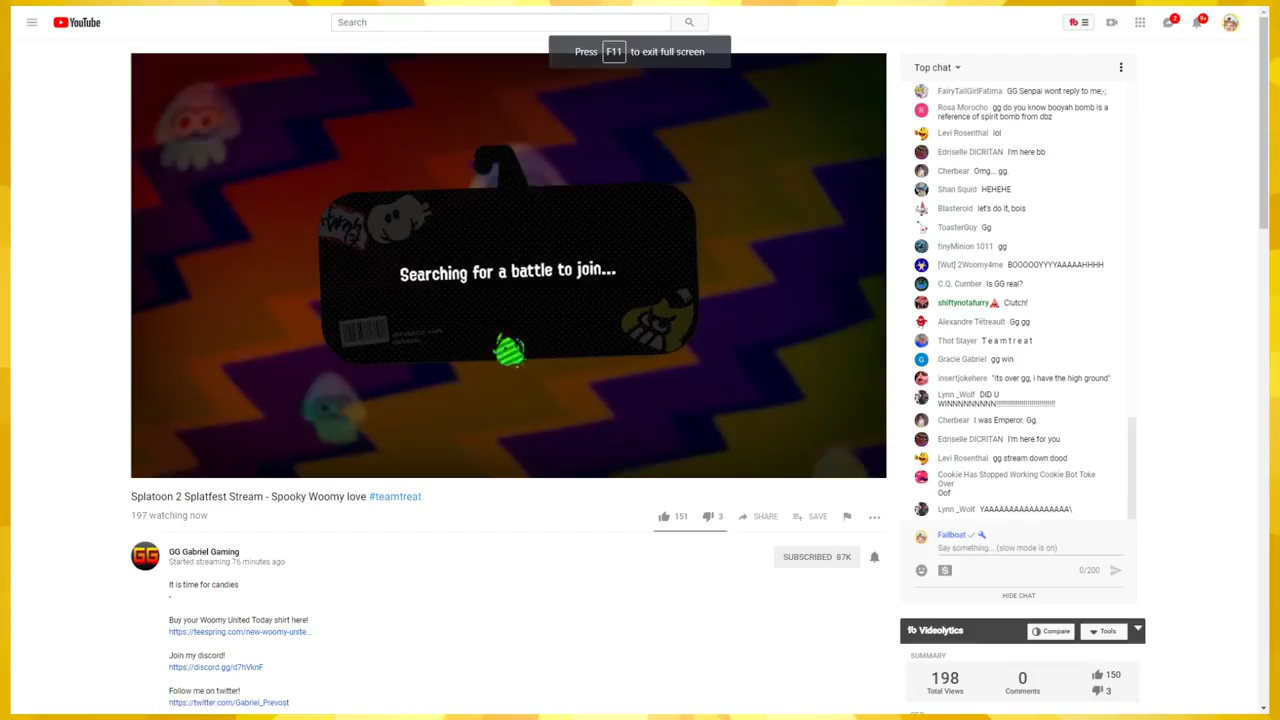 YouTube
Search
2
9+
Press F11 to exit full screen
Searching for a battle to join...
Splatoon 2 Splatfest Stream - Spooky Woomy love #teamtreat
197 watching now
151
3
SHARE
SAVE
GG
GG Gabriel Gaming
Started streaming 76 minutes ago
SUBSCRIBED 87K
It is time for candies
-
Buy your Woomy United Today shirt here!
https://teespring.com/new-woomy-unite...
Join my discord!
https://discord.gg/d7hVknF
Follow me on twitter!
https://twitter.com/Gabriel_Prevost
Top chat
FairyTailGirlFatima GG Senpai wont reply to me;-;
Rosa Morocho gg do you know booyah bomb is a
reference of spirit bomb from dbz
Levi Rosenthal lol
Edriselle DICRITAN I'm here bb
Cherbear Omg... gg.
Shan Squid HEHEHE
Blasteroid let's do it, bois
ToasterGuy Gg
tinyMinion 1011 gg
[Wut] 2Woomy4me BOOOOOYYYYAAAAAHHHH
C.Q. Cumber Is GG real?
shiftynotafurry Clutch!
Alexandre Tétreault Gg gg
Thot Slayer T e a m t r e a t
Gracie Gabriel gg win
insertjokehere "its over gg, i have the high ground"
Lynn _Wolf DID U
WINNNNNNNNN!!!!!!!!!!!!!!!!!!!!!!!!!!!!!
Cherbear I was Emperor. Gg.
Edriselle DICRITAN I'm here for you
Levi Rosenthal gg stream down dood
Cookie Has Stopped Working Cookie Bot Toke
Over
Oof
Lynn _Wolf YAAAAAAAAAAAAAAAAA\
Failboat
Say something... (slow mode is on)
0/200
HIDE CHAT
tb Videolytics
Compare
Tools
SUMMARY
198
Total Views
0
Comments
150
3